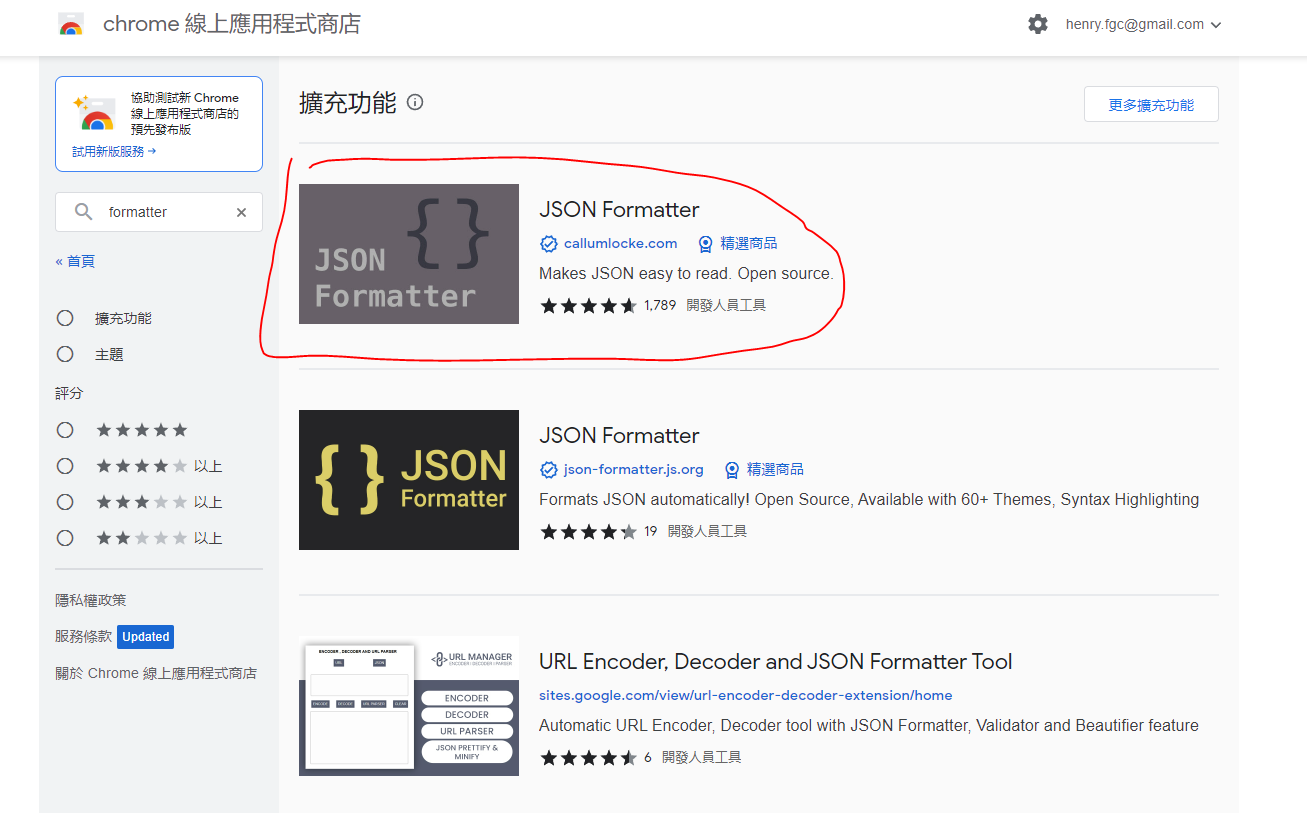 chrome 線上應用程式商店
henry.fgc@gmail.com
協助測試新 Chrome
線上應用程式商店的
預先發布版
試用新版服務
formatter
« 首頁
擴充功能
主題
評分
以上
以上
以上
隱私權政策
服務條款 Updated
關於 Chrome 線上應用程式商店
擴充功能
更多擴充功能
{ }
JSON
Formatter
JSON Formatter
callumlocke.com 精選商品
Makes JSON easy to read. Open source.
1,789 開發人員工具
{ } JSON
Formatter
JSON Formatter
json-formatter.js.org 精選商品
Formats JSON automatically! Open Source, Available with 60+ Themes, Syntax Highlighting
19 開發人員工具
ENCODER , DECODER AND URL PARSER
URL JSON
ENCODE DECODE URL PARSER CLEAR
URL MANAGER
ENCODER | DECODER | PARSER
ENCODER
DECODER
URL PARSER
JSON PRETTIFY &
MINIFY
URL Encoder, Decoder and JSON Formatter Tool
sites.google.com/view/url-encoder-decoder-extension/home
Automatic URL Encoder, Decoder tool with JSON Formatter, Validator and Beautifier feature
6 開發人員工具